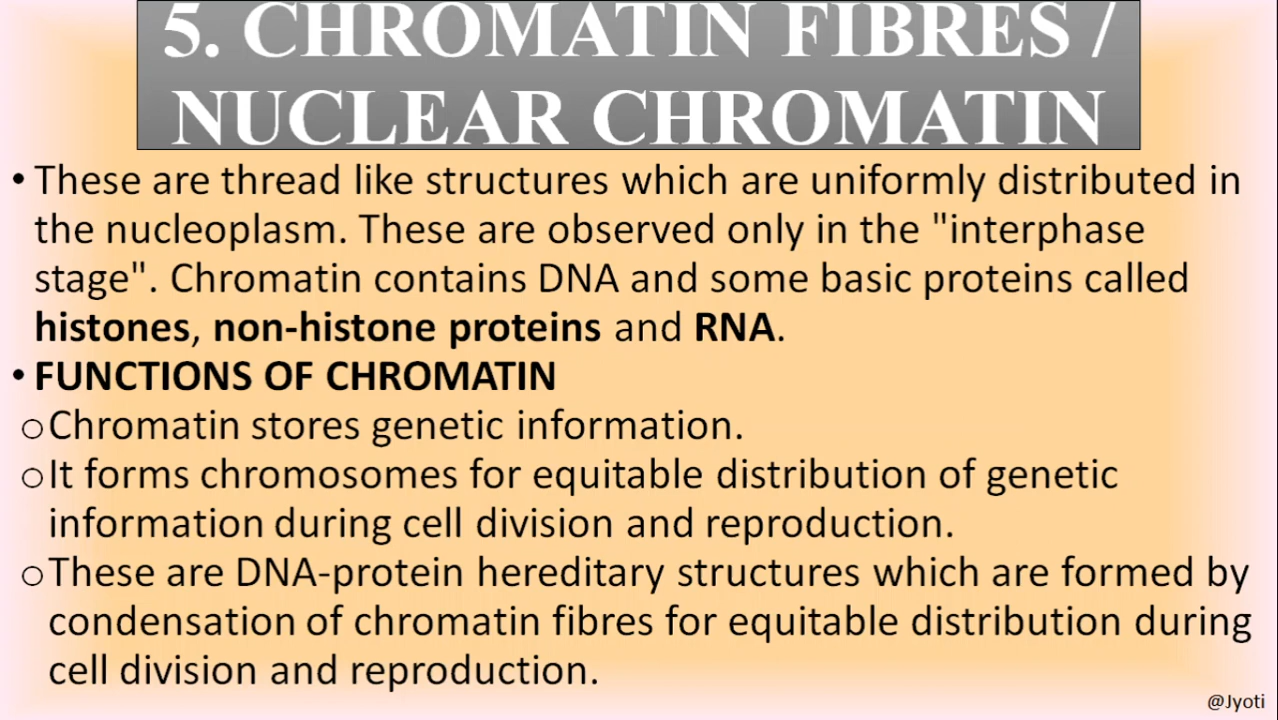 5. CHROMATIN FIBRES /
NUCLEAR CHROMATIN
• These are thread like structures which are uniformly distributed in
the nucleoplasm. These are observed only in the "interphase
stage". Chromatin contains DNA and some basic proteins called
histones, non-histone proteins and RNA.
• FUNCTIONS OF CHROMATIN
o Chromatin stores genetic information.
o It forms chromosomes for equitable distribution of genetic
information during cell division and reproduction.
o These are DNA-protein hereditary structures which are formed by
condensation of chromatin fibres for equitable distribution during
cell division and reproduction.
@Jyoti